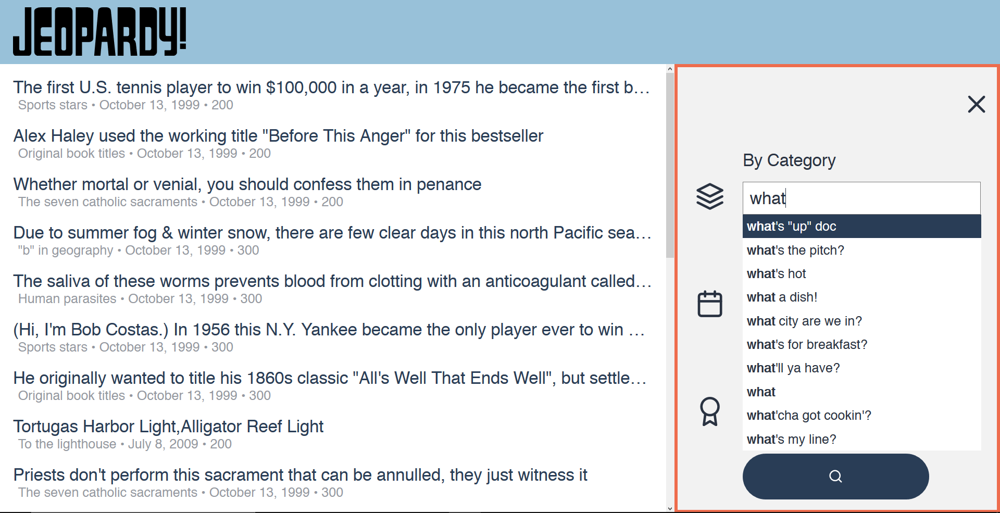 JEOPARDY!
The first U.S. tennis player to win $100,000 in a year, in 1975 he became the first b…
Sports stars • October 13, 1999 • 200
Alex Haley used the working title "Before This Anger" for this bestseller
Original book titles • October 13, 1999 • 200
Whether mortal or venial, you should confess them in penance
The seven catholic sacraments • October 13, 1999 • 200
Due to summer fog & winter snow, there are few clear days in this north Pacific sea…
"b" in geography • October 13, 1999 • 300
The saliva of these worms prevents blood from clotting with an anticoagulant called…
Human parasites • October 13, 1999 • 300
(Hi, I'm Bob Costas.) In 1956 this N.Y. Yankee became the only player ever to win …
Sports stars • October 13, 1999 • 300
He originally wanted to title his 1860s classic "All's Well That Ends Well", but settle…
Original book titles • October 13, 1999 • 300
Tortugas Harbor Light,Alligator Reef Light
To the lighthouse • July 8, 2009 • 200
Priests don't perform this sacrament that can be annulled, they just witness it
The seven catholic sacraments • October 13, 1999 • 300
By Category
what
what's "up" doc
what's the pitch?
what's hot
what a dish!
what city are we in?
what's for breakfast?
what'll ya have?
what
what'cha got cookin'?
what's my line?